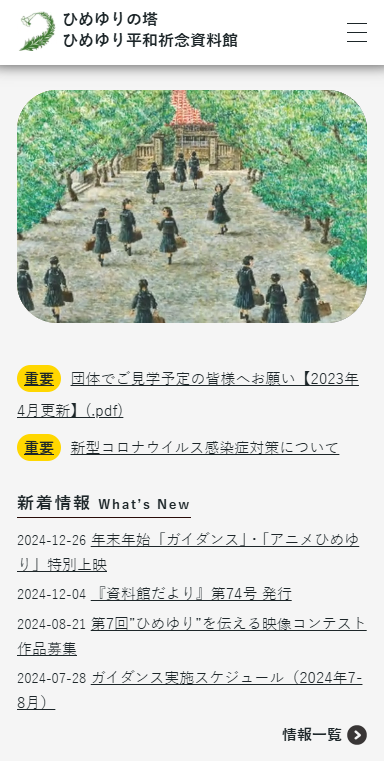 ひめゆりの塔
ひめゆり平和祈念資料館
重要 団体でご見学予定の皆様へお願い【2023年
4月更新】(.pdf)
重要 新型コロナウイルス感染症対策について
新着情報 What's New
2024-12-26 年末年始「ガイダンス」・「アニメひめゆ
り」特別上映
2024-12-04 『資料館だより』第74号 発行
2024-08-21 第7回”ひめゆり”を伝える映像コンテスト
作品募集
2024-07-28 ガイダンス実施スケジュール（2024年7-
8月）
情報一覧